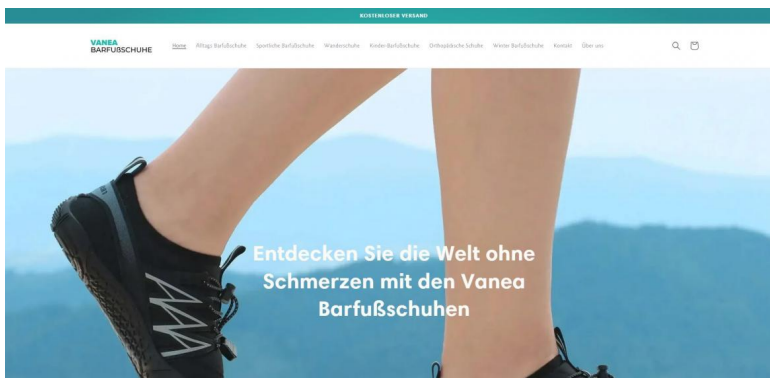 KOSTENLOSER VERSAND
VANEA
BARFUßSCHUHE
Home Alltags Barfußschuhe Sportliche Barfußschuhe Wanderschuhe Kinder Barfußschuhe Orthopädische Schuhe Winter Barfußschuhe Kontakt Über uns
Entdecken Sie die Welt ohne
Schmerzen mit den Vanea
Barfußschuhen